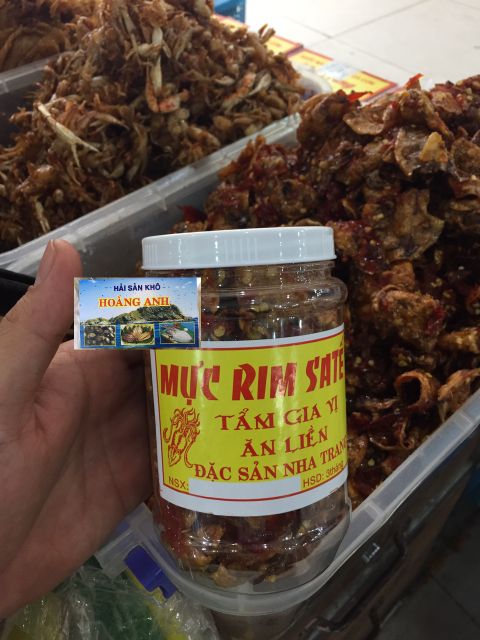 HẢI SẢN KHÔ
HOÀNG ANH
MỰC RIM SATẾ
TẨM GIA VỊ
ĂN LIỀN
ĐẶC SẢN NHA TRANG
NSX:
HSD: 3tháng